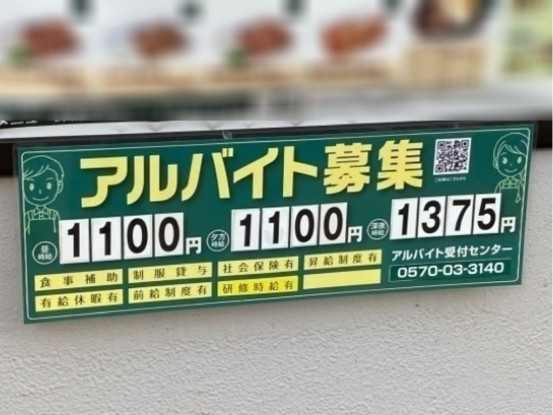 アルバイト募集
昼時給 1100円 夕方時給 1100円 深夜時給 1375円
食事補助 制服貸与 社会保険有 昇給制度有
有給休暇有 前給制度有 研修時給有
アルバイト受付センター
0570-03-3140